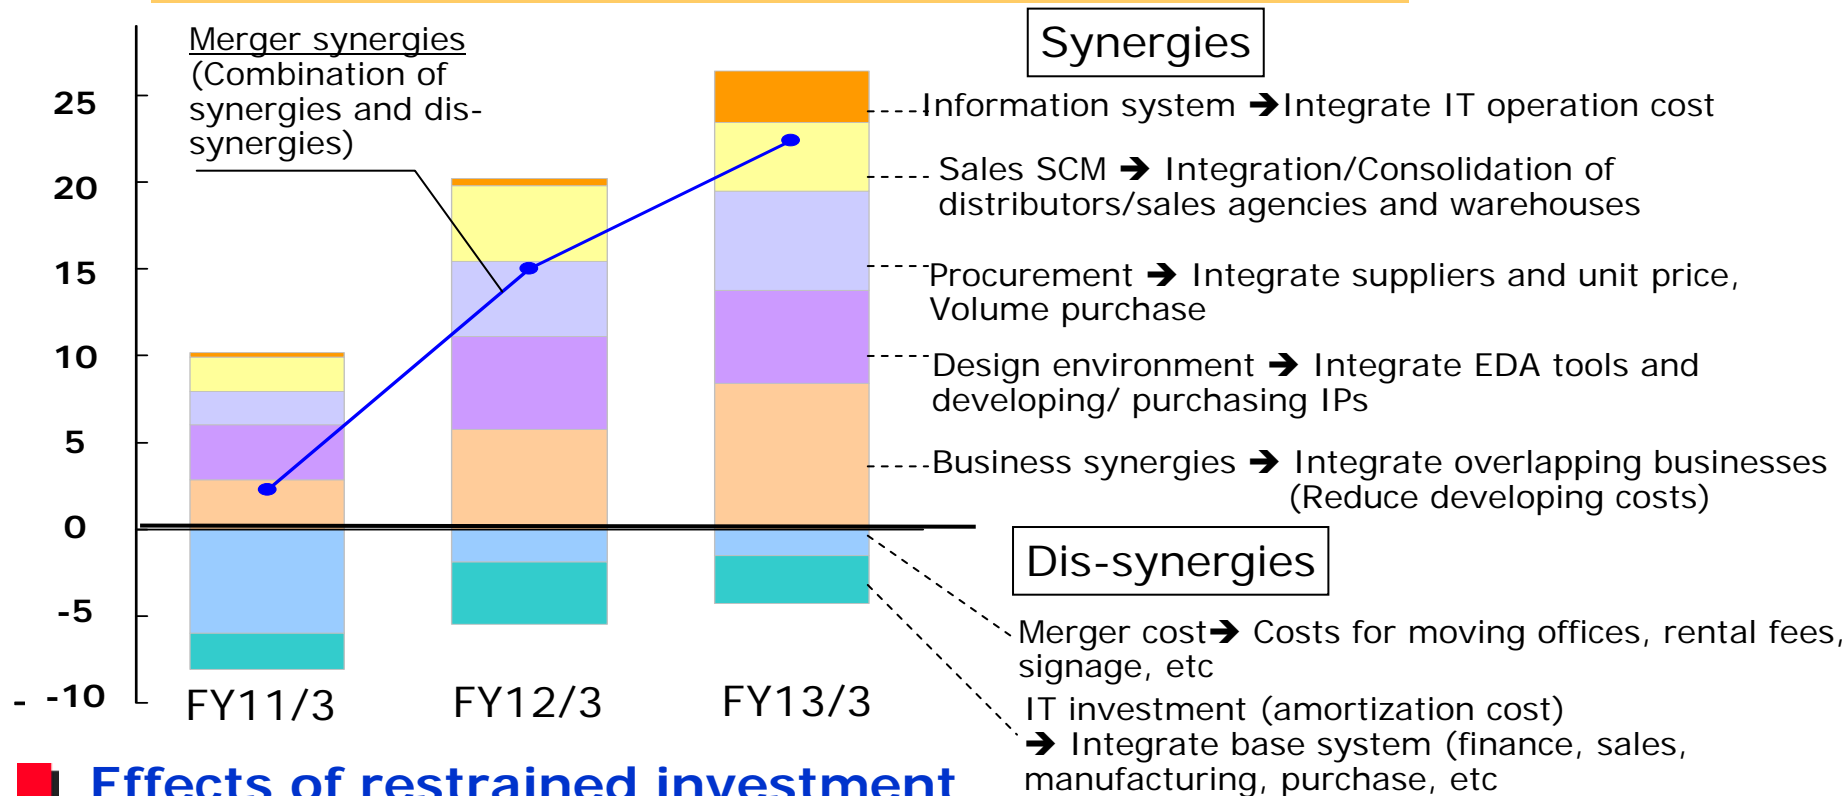 Merger synergies
(Combination of
synergies and dis-
synergies)
25
20
15
10
5
0
-5
- -10
FY11/3
FY12/3
FY13/3
Synergies
Information system ➔Integrate IT operation cost
Sales SCM ➔ Integration/Consolidation of
distributors/sales agencies and warehouses
Procurement ➔ Integrate suppliers and unit price,
Volume purchase
Design environment ➔ Integrate EDA tools and
developing/ purchasing IPs
Business synergies ➔ Integrate overlapping businesses
(Reduce developing costs)
Dis-synergies
Merger cost➔ Costs for moving offices, rental fees,
signage, etc
IT investment (amortization cost)
➔ Integrate base system (finance, sales,
manufacturing, purchase, etc
Effects of restrained investment